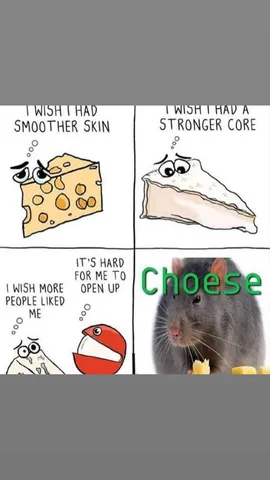 I WISH I HAD
SMOOTHER SKIN
I WISH I HAD A
STRONGER CORE
I WISH MORE
PEOPLE LIKED
ME
IT'S HARD
FOR ME TO
OPEN UP
Choese